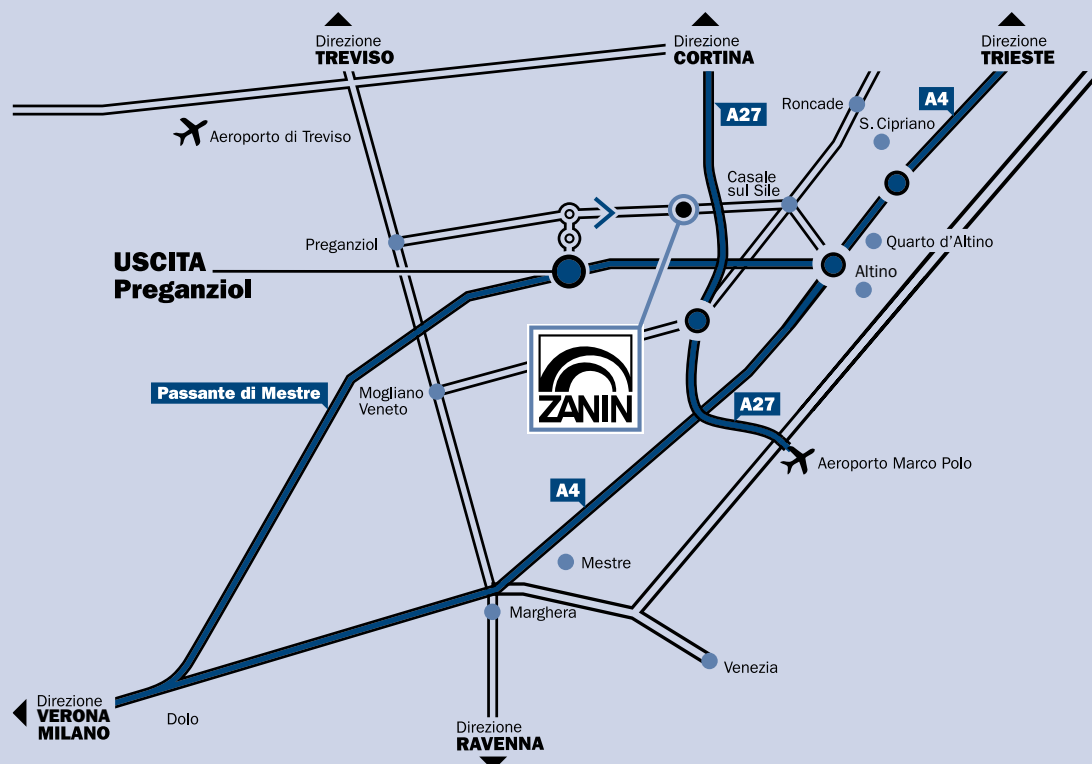 Direzione
TREVISO
Direzione
CORTINA
Direzione
TRIESTE
A27
A4
Roncade
S. Cipriano
Aeroporto di Treviso
Casale
sul Sile
Preganziol
Quarto d'Altino
USCITA
Preganziol
Altino
ZANIN
Passante di Mestre
Mogliano
Veneto
A27
Aeroporto Marco Polo
A4
Mestre
Marghera
Venezia
Direzione
VERONA
MILANO
Dolo
Direzione
RAVENNA